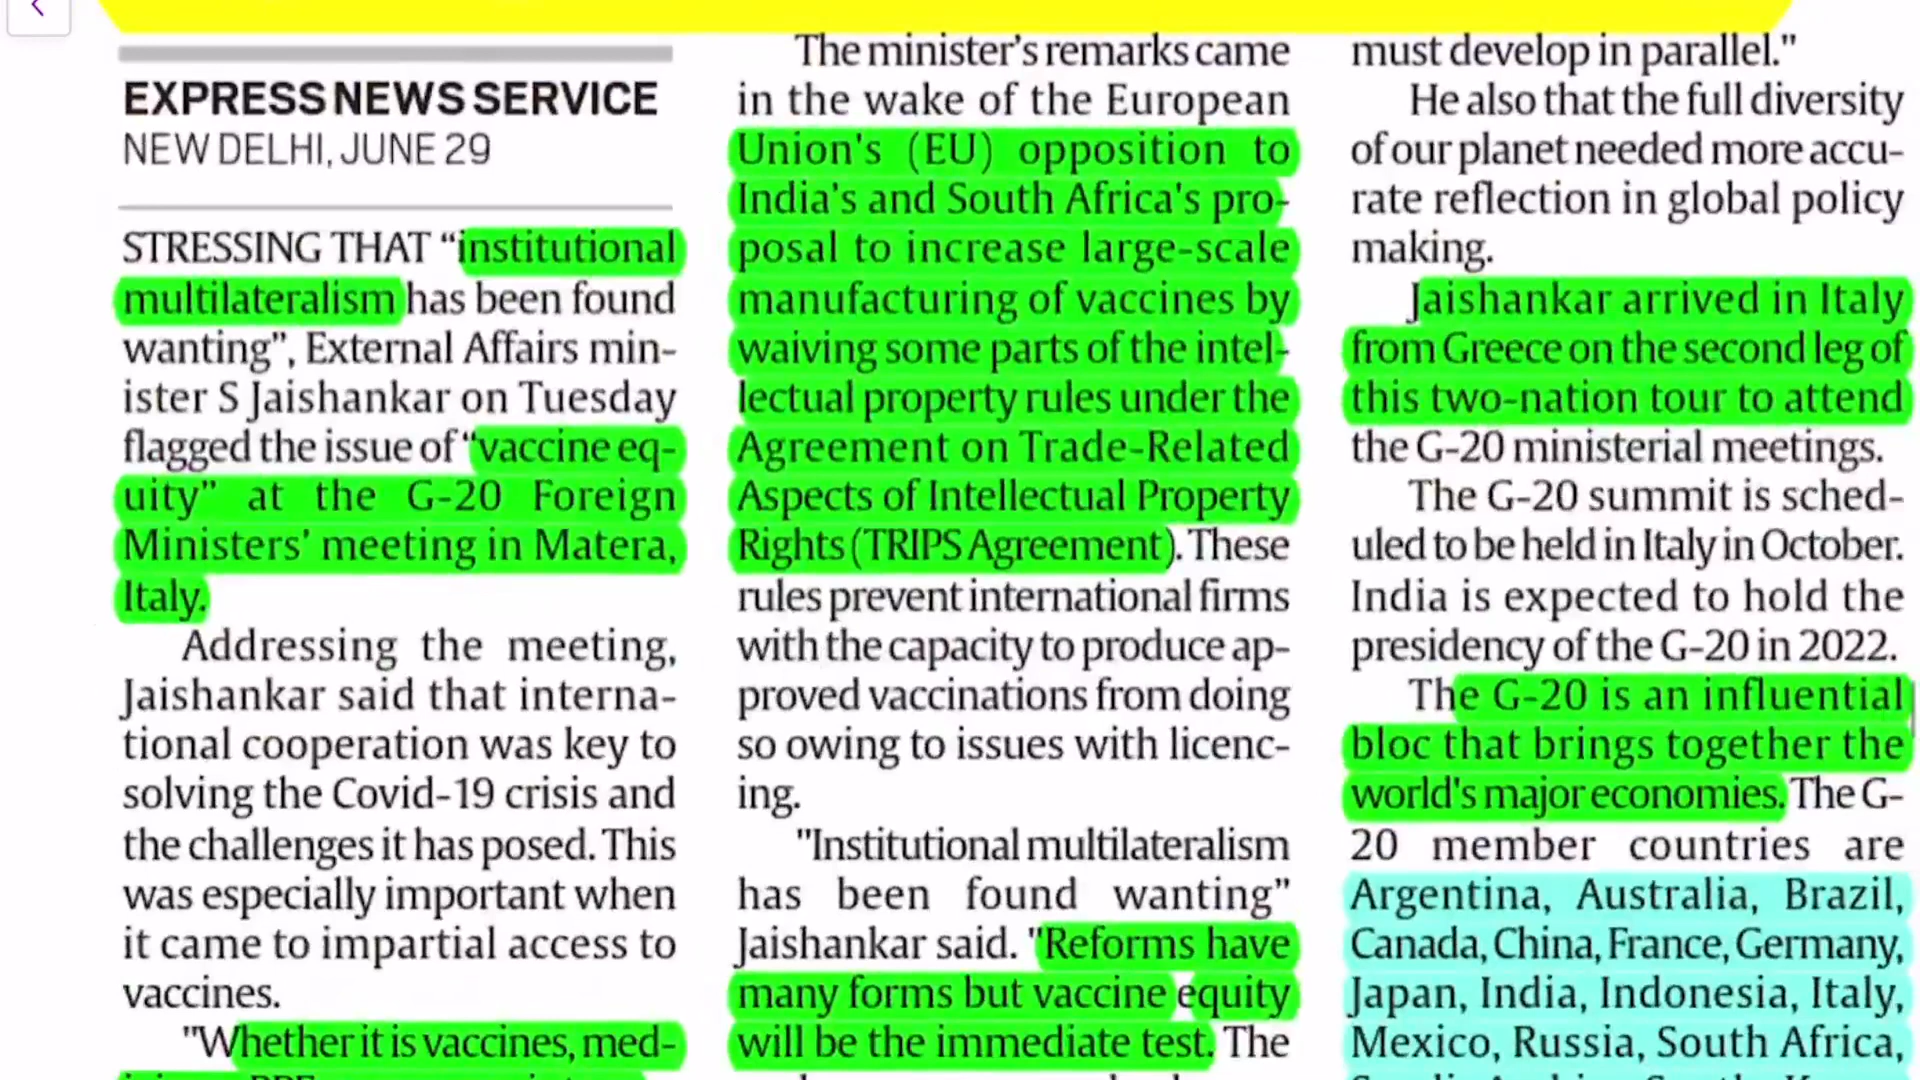 EXPRESS NEWS SERVICE
NEW DELHI, JUNE 29
STRESSING THAT “institutional
multilateralism has been found
wanting”, External Affairs min-
ister S Jaishankar on Tuesday
flagged the issue of “vaccine eq-
uity” at the G-20 Foreign
Ministers’ meeting in Matera,
Italy.
Addressing the meeting,
Jaishankar said that interna-
tional cooperation was key to
solving the Covid-19 crisis and
the challenges it has posed. This
was especially important when
it came to impartial access to
vaccines.
"Whether it is vaccines, med-
The minister’s remarks came
in the wake of the European
Union's (EU) opposition to
India's and South Africa's pro-
posal to increase large-scale
manufacturing of vaccines by
waiving some parts of the intel-
lectual property rules under the
Agreement on Trade-Related
Aspects of Intellectual Property
Rights (TRIPS Agreement). These
rules prevent international firms
with the capacity to produce ap-
proved vaccinations from doing
so owing to issues with licenc-
ing.
"Institutional multilateralism
has been found wanting"
Jaishankar said. "Reforms have
many forms but vaccine equity
will be the immediate test. The
must develop in parallel."
He also that the full diversity
of our planet needed more accu-
rate reflection in global policy
making.
Jaishankar arrived in Italy
from Greece on the second leg of
this two-nation tour to attend
the G-20 ministerial meetings.
The G-20 summit is sched-
uled to be held in Italy in October.
India is expected to hold the
presidency of the G-20 in 2022.
The G-20 is an influential
bloc that brings together the
world's major economies. The G-
20 member countries are
Argentina, Australia, Brazil,
Canada, China, France, Germany,
Japan, India, Indonesia, Italy,
Mexico, Russia, South Africa,